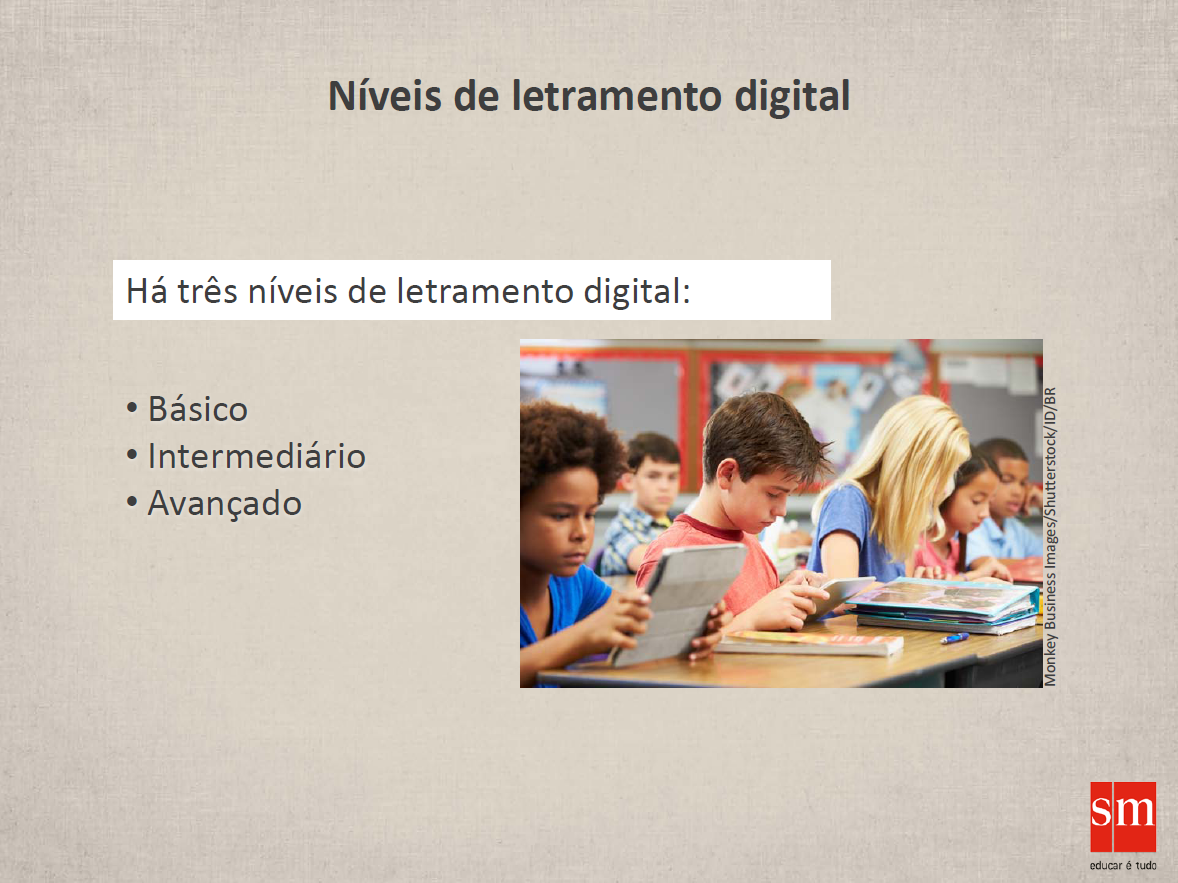 Níveis de letramento digital
Há três níveis de letramento digital:
• Básico
• Intermediário
• Avançado
Monkey Business Images/Shutterstock/ID/BR
sm
educar é tudo